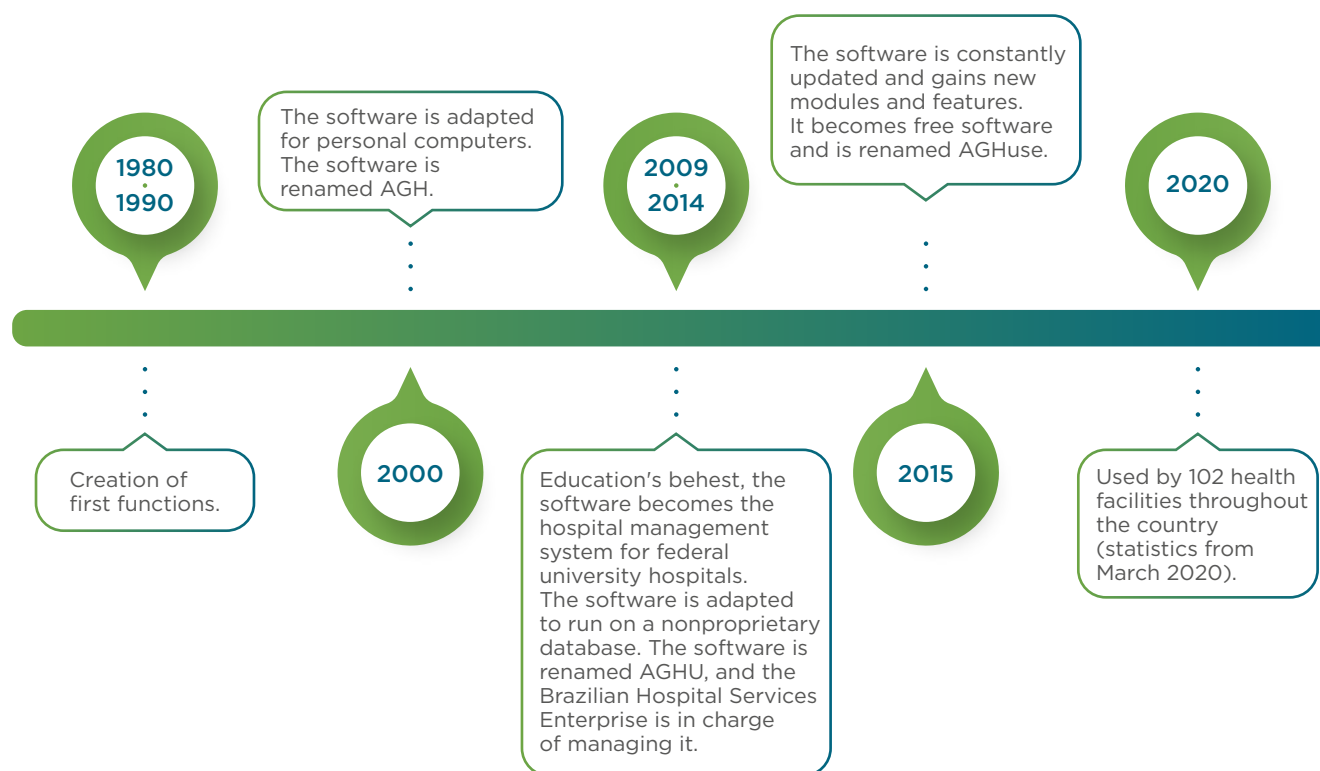 1980
1990
Creation of
first functions.
The software is adapted
for personal computers.
The software is
renamed AGH.
2000
2009
2014
Education's behest, the
software becomes the
hospital management
system for federal
university hospitals.
The software is adapted
to run on a nonproprietary
database. The software is
renamed AGHU, and the
Brazilian Hospital Services
Enterprise is in charge
of managing it.
The software is constantly
updated and gains new
modules and features.
It becomes free software
and is renamed AGHuse.
2015
2020
Used by 102 health
facilities throughout
the country
(statistics from
March 2020).